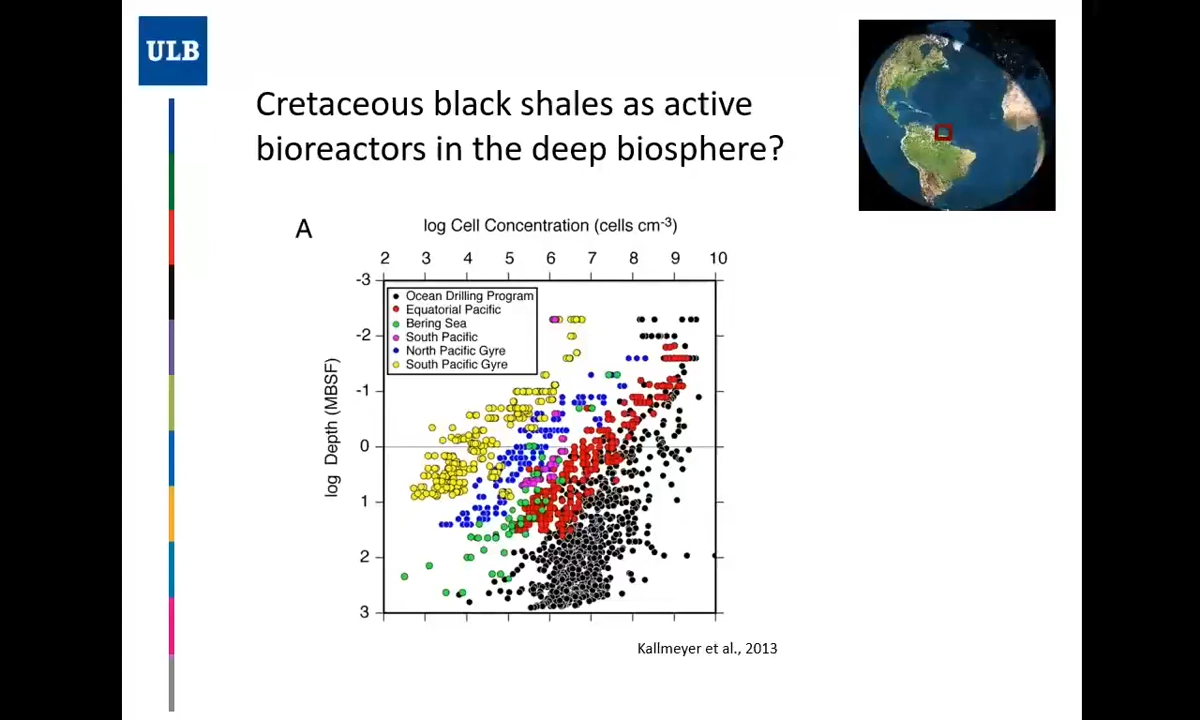 ULB
Cretaceous black shales as active
bioreactors in the deep biosphere?
A
log Cell Concentration (cells cm-3)
2 3 4 5 6 7 8 9 10
-3
-2
-1
0
1
2
3
log Depth (MBSF)
Ocean Drilling Program
Equatorial Pacific
Bering Sea
South Pacific
North Pacific Gyre
South Pacific Gyre
Kallmeyer et al., 2013